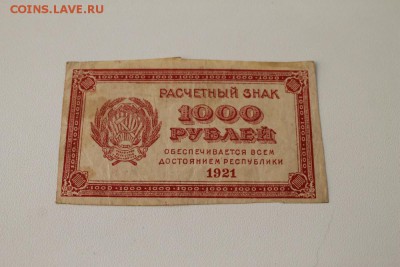 COINS.LAVE.RU
РАСЧЕТНЫЙ ЗНАК
1000
РУБЛЕЙ
ОБЕСПЕЧИВАЕТСЯ ВСЕМ
ДОСТОЯНИЕМ РЕСПУБЛИКИ
1921